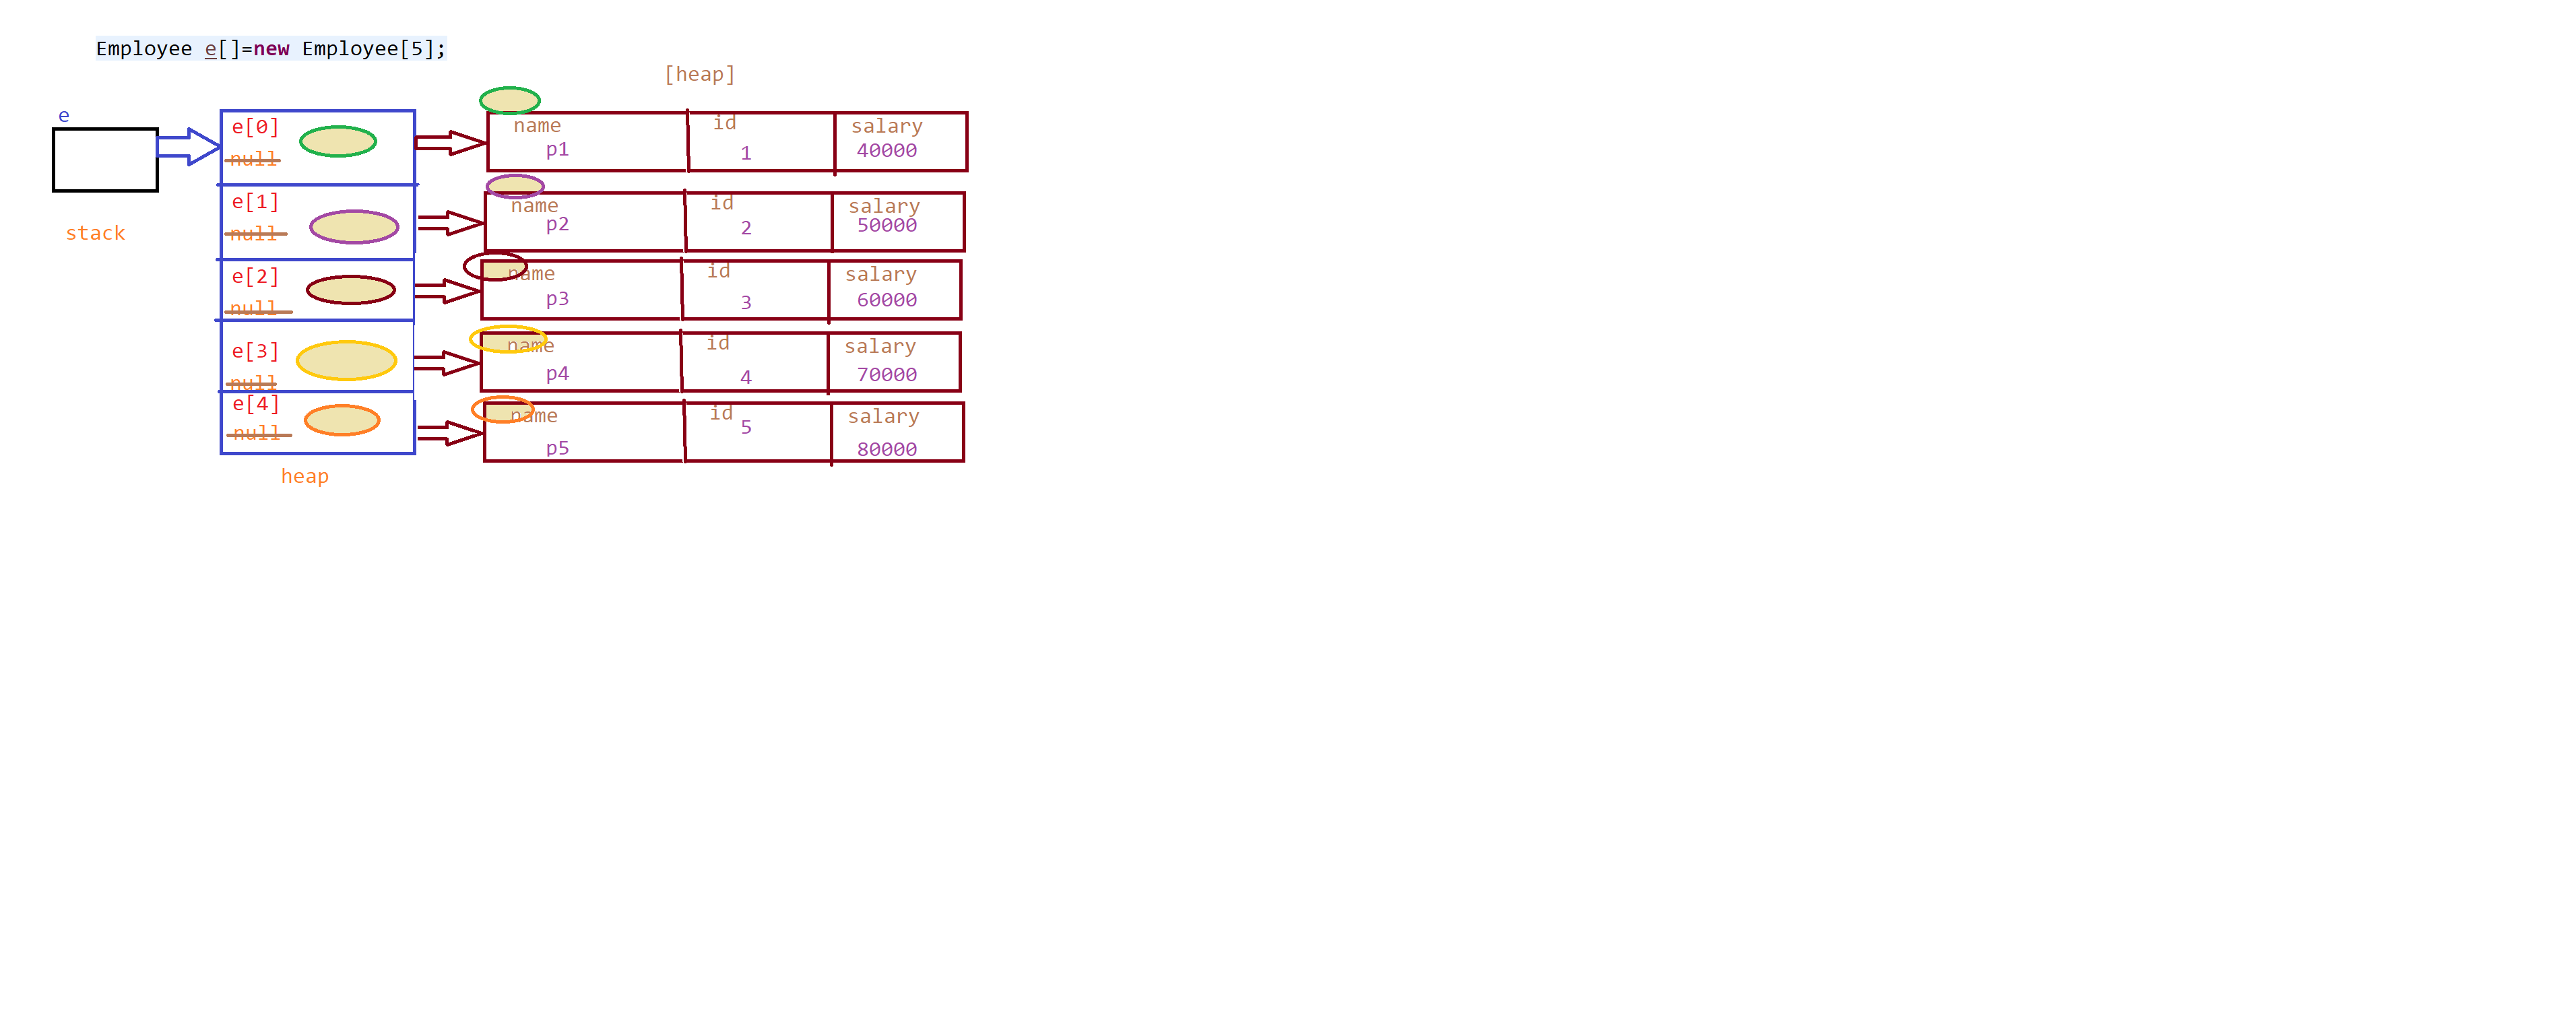 Employee e[]=new Employee[5];
[heap]
e
stack
e[0]
null
e[1]
null
e[2]
null
e[3]
null
e[4]
null
heap
name id salary
p1 1 40000
name id salary
p2 2 50000
name id salary
p3 3 60000
name id salary
p4 4 70000
name id salary
p5 5 80000